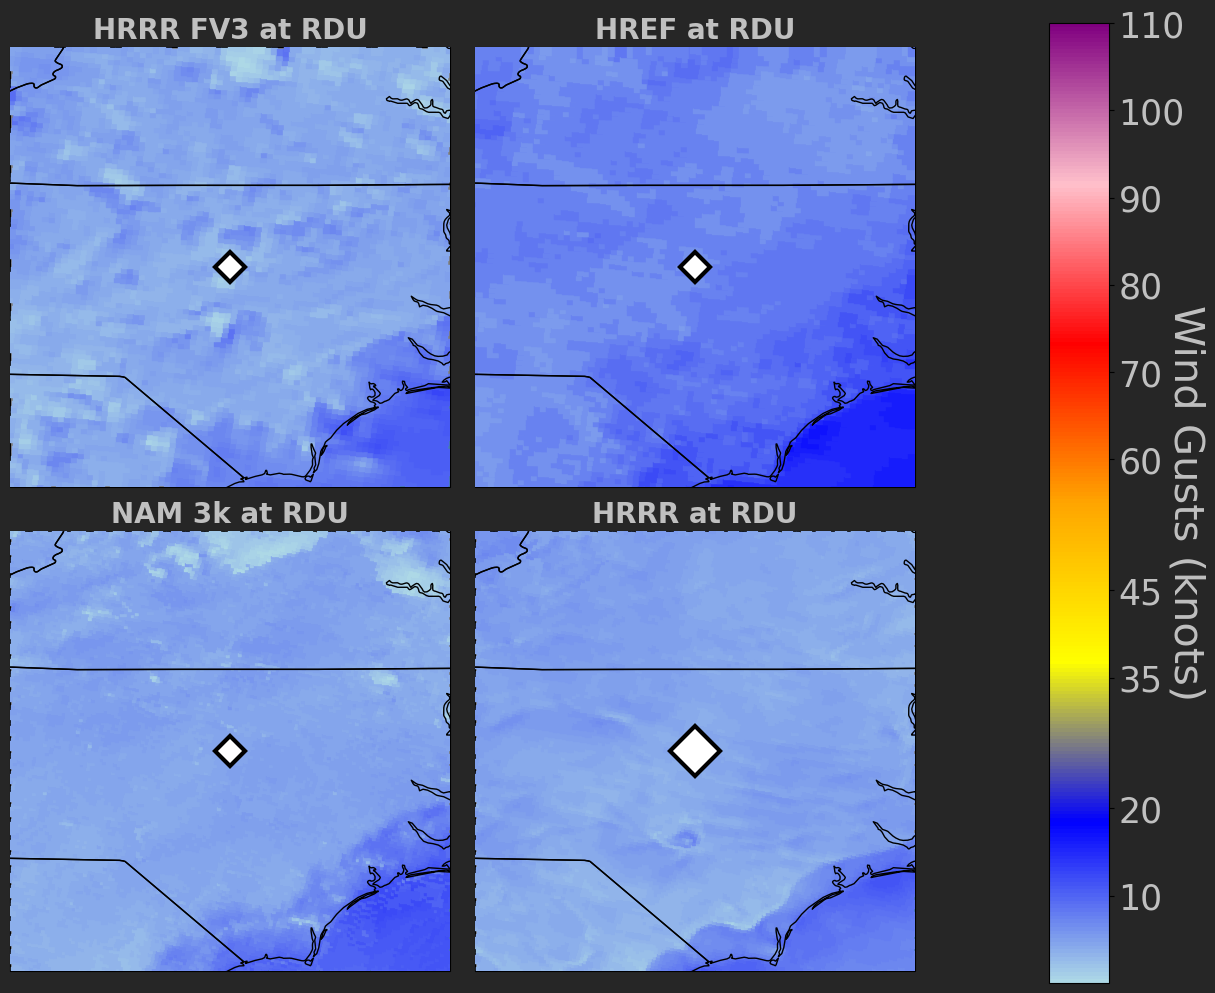 HRRR FV3 at RDU
HREF at RDU
NAM 3k at RDU
HRRR at RDU
110
100
90
80
70
60
45
35
20
10
Wind Gusts (knots)